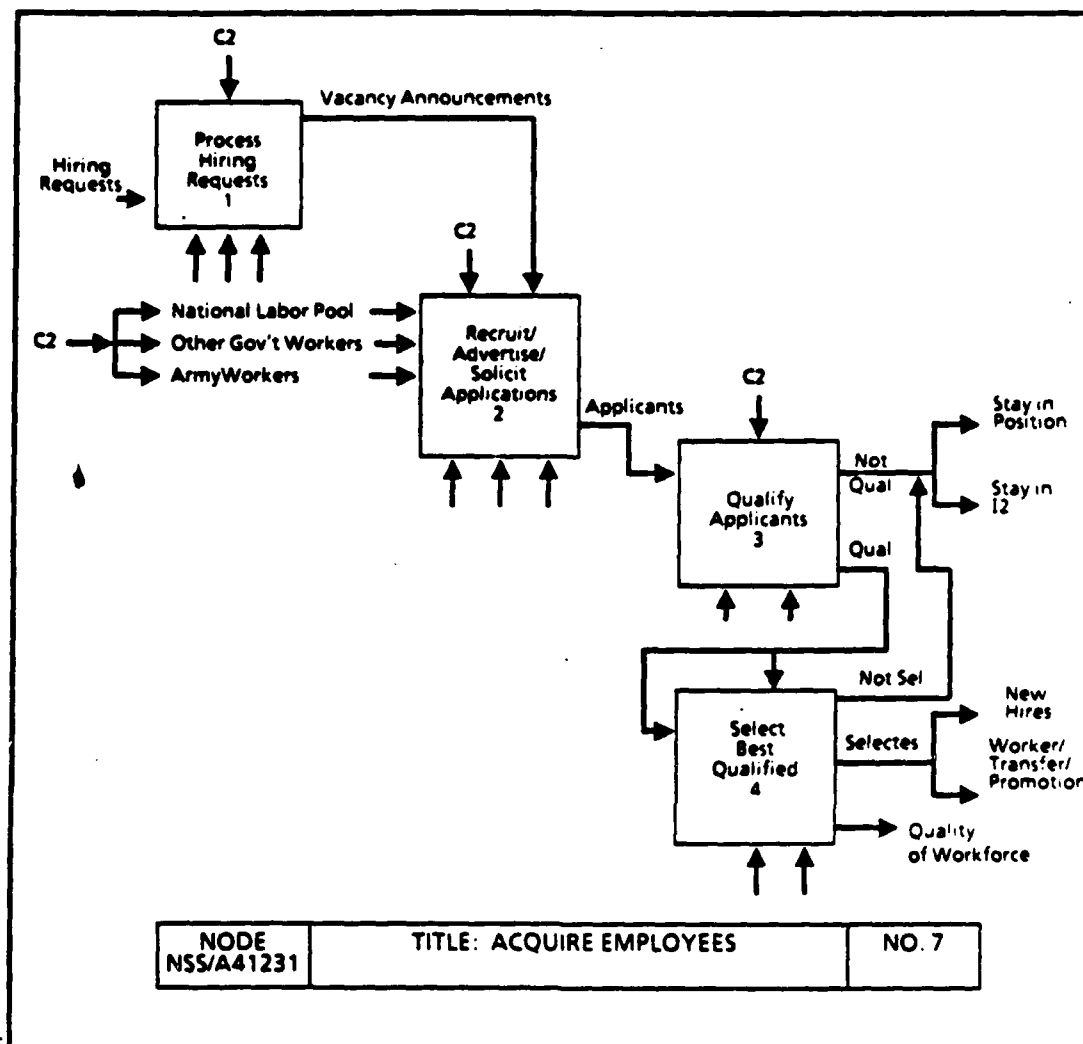 C2
Vacancy Announcements
Process
Hiring
Requests
1
Hiring
Requests
C2
National Labor Pool
C2
Other Gov't Workers
ArmyWorkers
Recruit/
Advertise/
Solicit
Applications
2
Applicants
C2
Stay in
Position
Not
Qual
Stay in
I2
Qualify
Applicants
3
Qual
Not Sel
New
Hires
Select
Best
Qualified
4
Selectes
Worker/
Transfer/
Promotion
Quality
of Workforce
NODE
NSS/A41231
TITLE: ACQUIRE EMPLOYEES
NO. 7